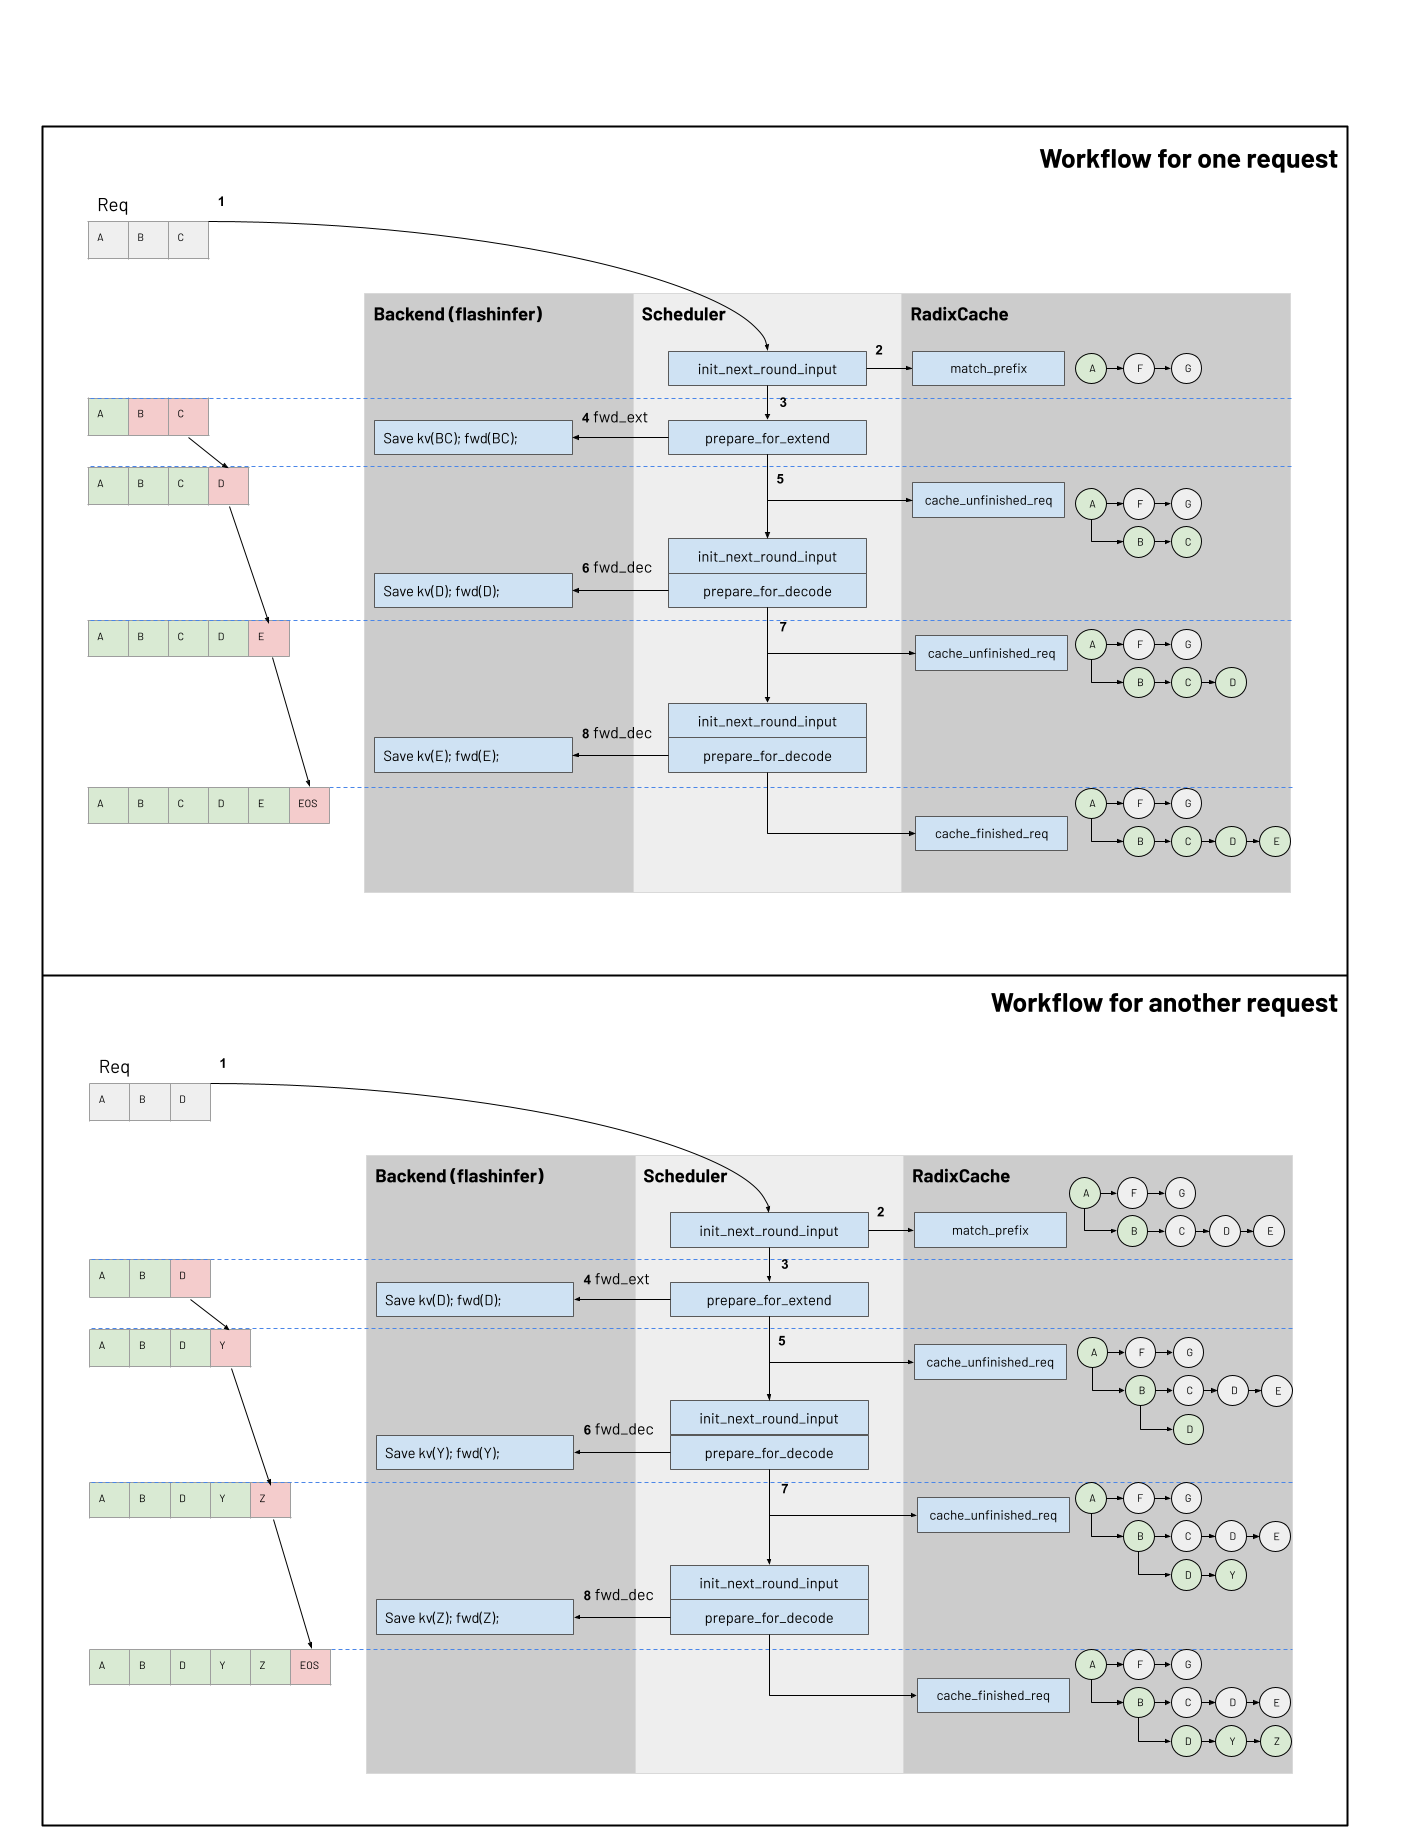 Workflow for one request
Req
1
A B C
Backend (flashinfer)
Scheduler
RadixCache
init_next_round_input
2
match_prefix
A F G
3
A B C
4 fwd_ext
Save kv(BC); fwd(BC);
prepare_for_extend
A B C D
5
cache_unfinished_req
A F G
B C
init_next_round_input
6 fwd_dec
Save kv(D); fwd(D);
prepare_for_decode
A B C D E
7
cache_unfinished_req
A F G
B C D
init_next_round_input
8 fwd_dec
Save kv(E); fwd(E);
prepare_for_decode
A B C D E EOS
cache_finished_req
A F G
B C D E
Workflow for another request
Req
1
A B D
Backend (flashinfer)
Scheduler
RadixCache
init_next_round_input
2
match_prefix
A F G
B C D E
3
A B D
4 fwd_ext
Save kv(D); fwd(D);
prepare_for_extend
A B D Y
5
cache_unfinished_req
A F G
B C D E
D
init_next_round_input
6 fwd_dec
Save kv(Y); fwd(Y);
prepare_for_decode
A B D Y Z
7
cache_unfinished_req
A F G
B C D E
D Y
init_next_round_input
8 fwd_dec
Save kv(Z); fwd(Z);
prepare_for_decode
A B D Y Z EOS
cache_finished_req
A F G
B C D E
D Y Z